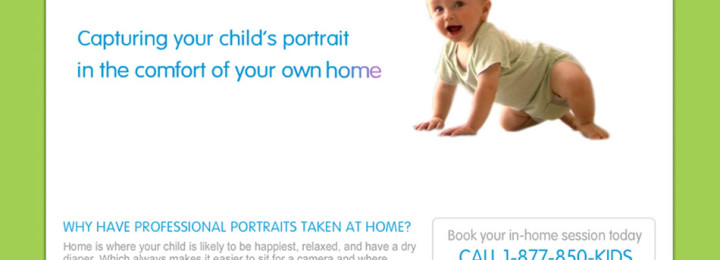 Capturing your child's portrait
in the comfort of your own home
WHY HAVE PROFESSIONAL PORTRAITS TAKEN AT HOME?
Home is where your child is likely to be happiest, relaxed, and have a dry
diaper. Which always makes it easier to sit for a camera and where
Book your in-home session today
CALL 1-877-850-KIDS